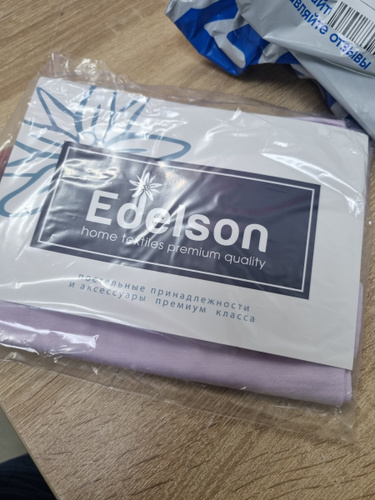 Edelson
home textiles premium quality
постельные принадлежности
и аксессуары премиум класса